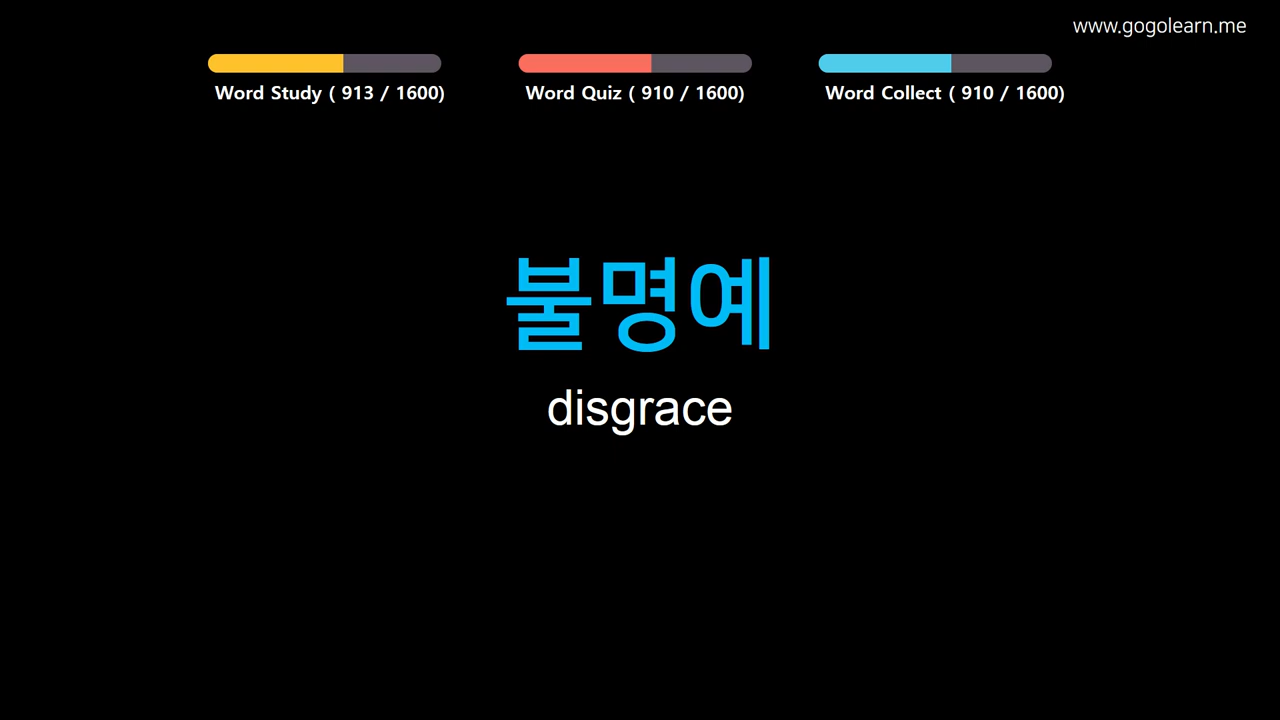 www.gogolearn.me
Word Study ( 913 / 1600)
Word Quiz ( 910 / 1600)
Word Collect ( 910 / 1600)
불명예
disgrace